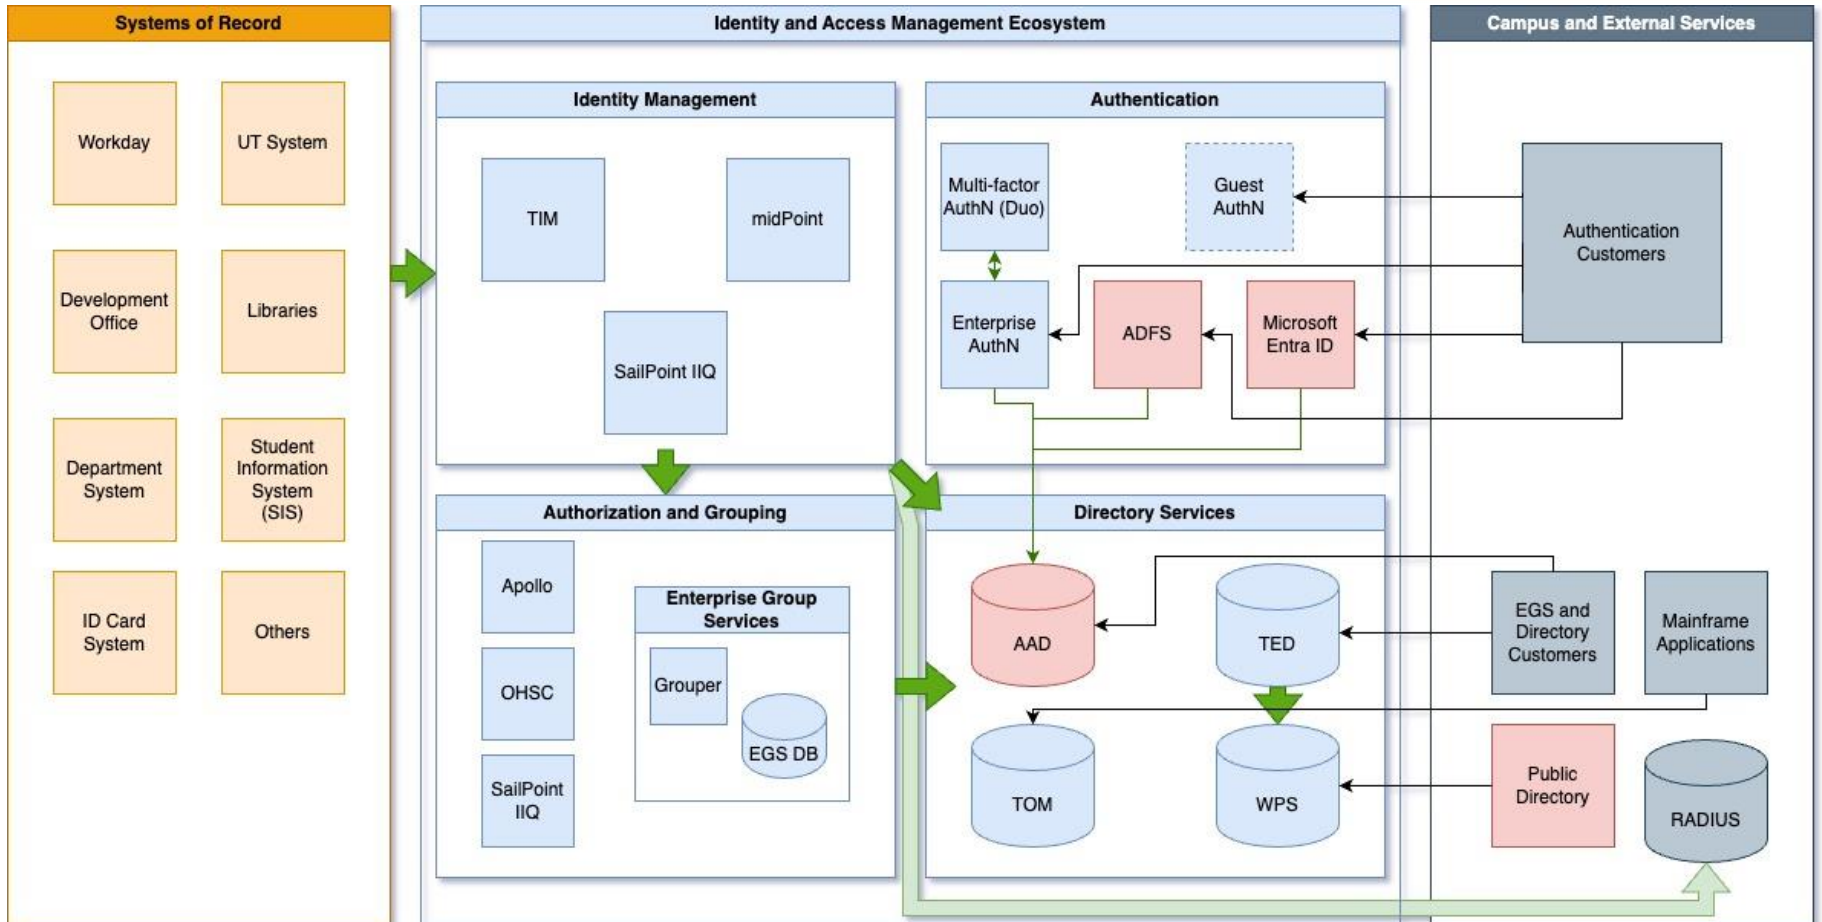 Systems of Record
Workday
UT System
Development
Office
Libraries
Department
System
Student
Information
System
(SIS)
ID Card
System
Others
Identity and Access Management Ecosystem
Identity Management
TIM
midPoint
SailPoint IIQ
Authentication
Multi-factor
AuthN (Duo)
Guest
AuthN
Enterprise
AuthN
ADFS
Microsoft
Entra ID
Authorization and Grouping
Apollo
OHSC
SailPoint
IIQ
Enterprise Group
Services
Grouper
EGS DB
Directory Services
AAD
TED
TOM
WPS
Campus and External Services
Authentication
Customers
EGS and
Directory
Customers
Mainframe
Applications
Public
Directory
RADIUS